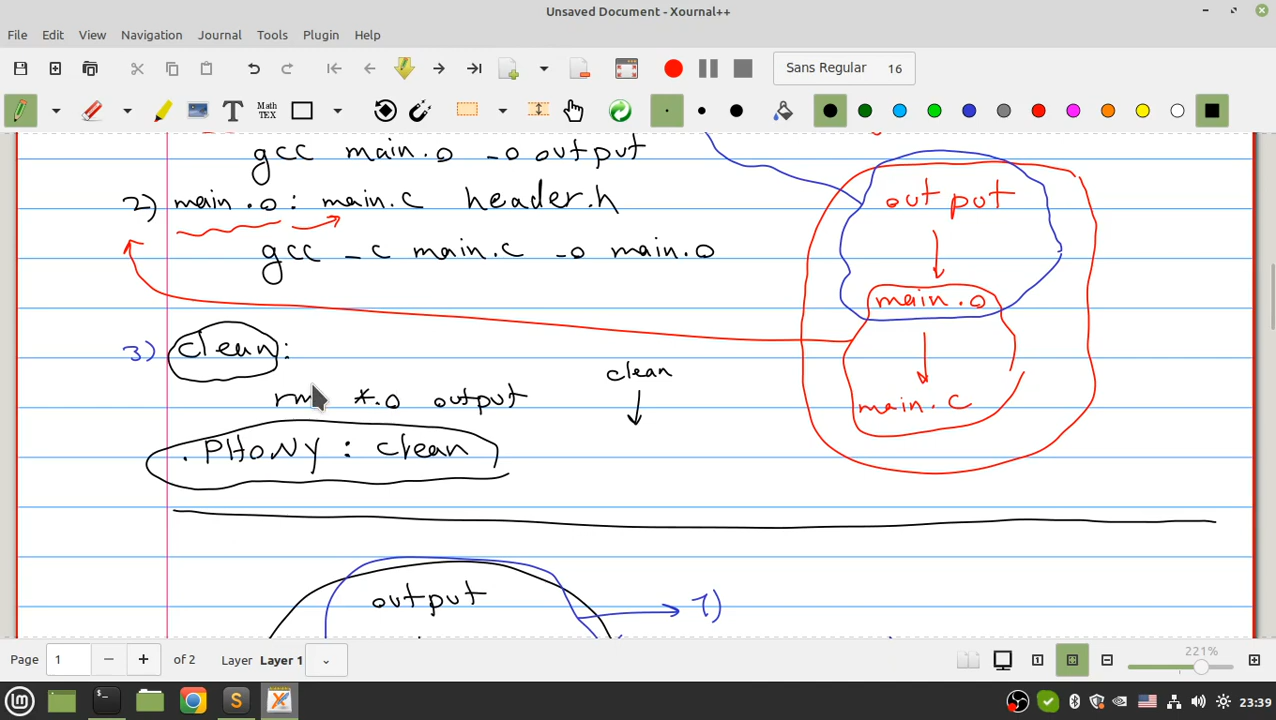 Unsaved Document - Xournal++
File Edit View Navigation Journal Tools Plugin Help
Sans Regular 16
gcc main.o -o output
2) main.o: main.c header.h
gcc -c main.c -o main.o
3) clean:
rm *.o output
.PHONY: clean
clean
output
main.o
main.c
output
1)
Page 1 of 2 Layer Layer 1 221%
23:39